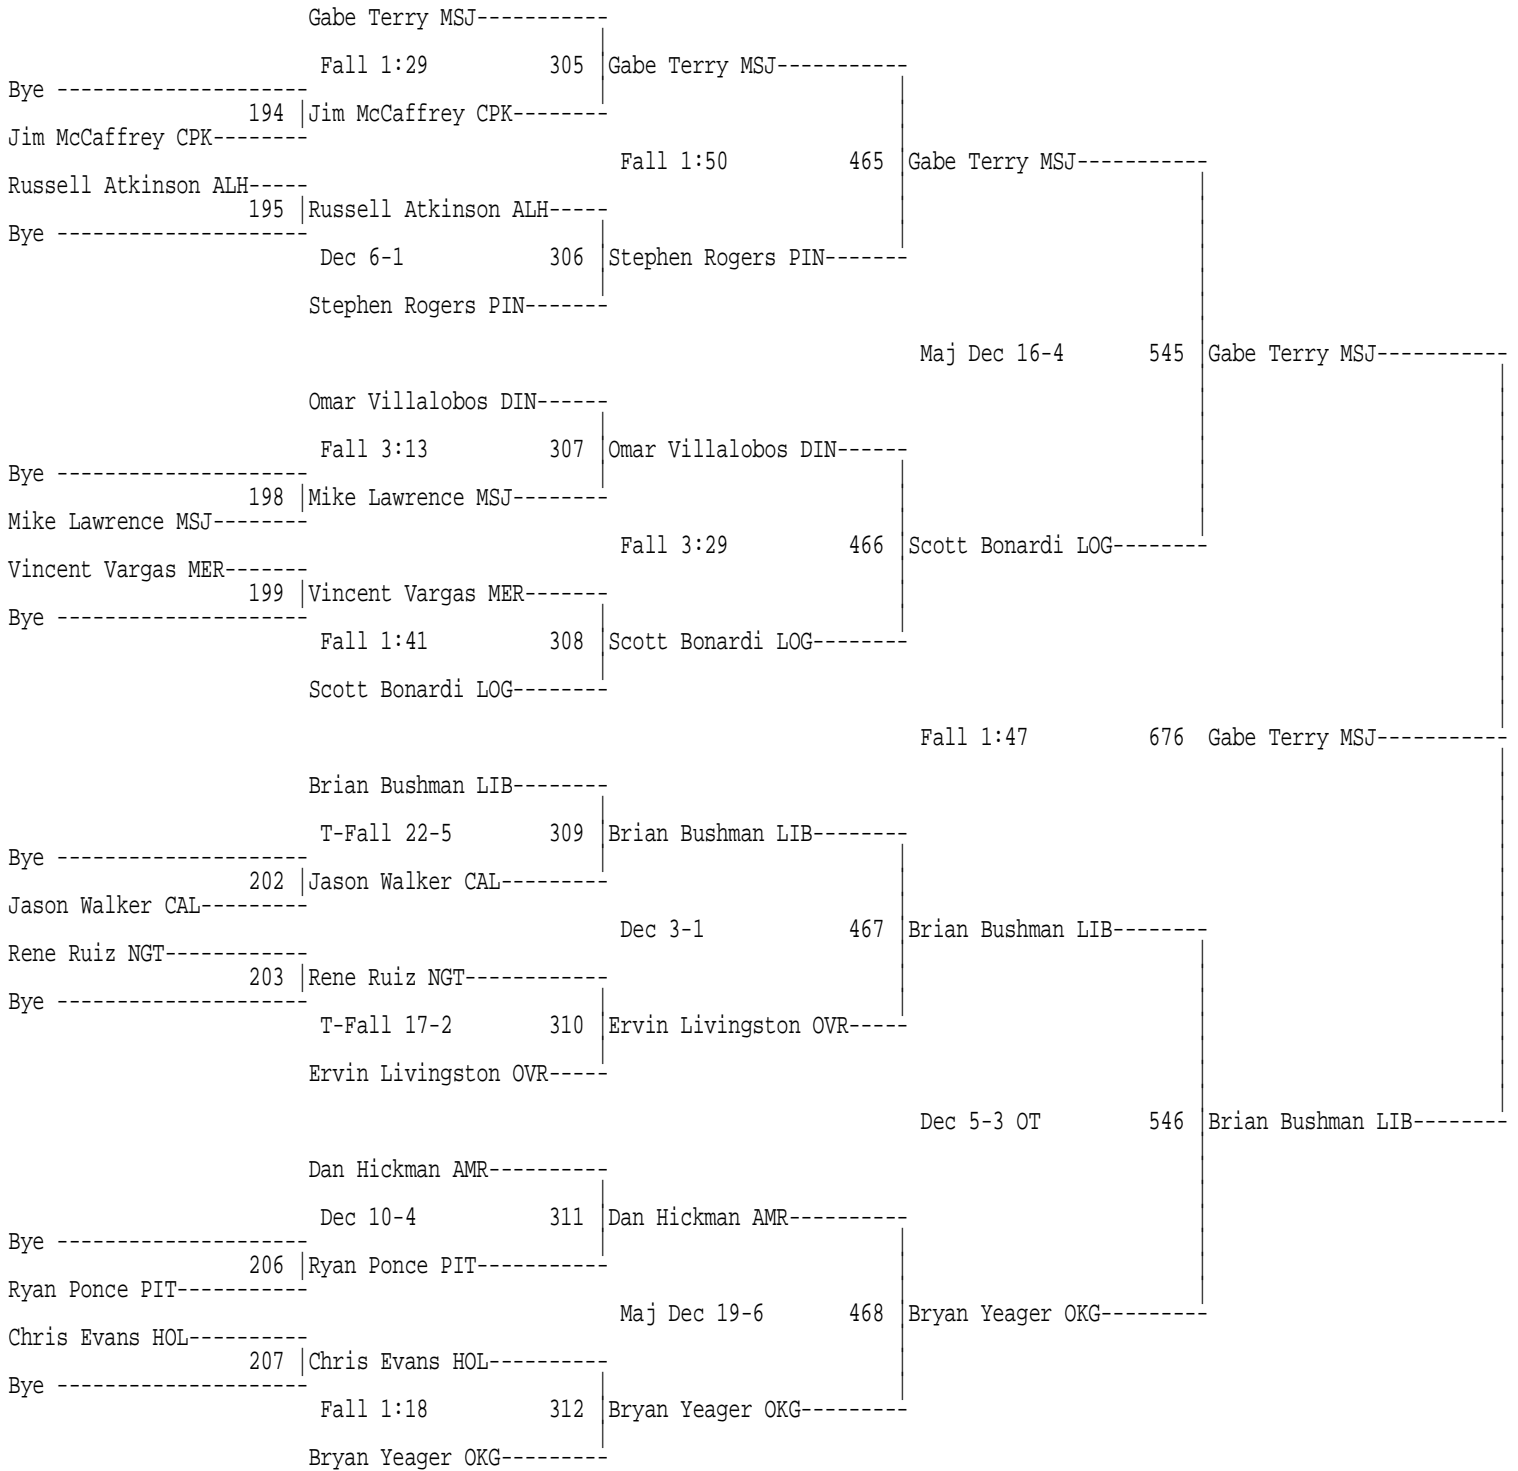 Gabe Terry MSJ-----------
Fall 1:29 305 |Gabe Terry MSJ-----------
Bye ---------------------
194 |Jim McCaffrey CPK--------
Jim McCaffrey CPK--------
Fall 1:50 465 |Gabe Terry MSJ-----------
Russell Atkinson ALH-----
195 |Russell Atkinson ALH-----
Bye ---------------------
Dec 6-1 306 |Stephen Rogers PIN-------
Stephen Rogers PIN-------
Maj Dec 16-4 545 |Gabe Terry MSJ-----------
Omar Villalobos DIN------
Fall 3:13 307 |Omar Villalobos DIN------
Bye ---------------------
198 |Mike Lawrence MSJ--------
Mike Lawrence MSJ--------
Fall 3:29 466 |Scott Bonardi LOG--------
Vincent Vargas MER-------
199 |Vincent Vargas MER-------
Bye ---------------------
Fall 1:41 308 |Scott Bonardi LOG--------
Scott Bonardi LOG--------
Fall 1:47 676 Gabe Terry MSJ-----------
Brian Bushman LIB--------
T-Fall 22-5 309 |Brian Bushman LIB--------
Bye ---------------------
202 |Jason Walker CAL---------
Jason Walker CAL---------
Dec 3-1 467 |Brian Bushman LIB--------
Rene Ruiz NGT------------
203 |Rene Ruiz NGT------------
Bye ---------------------
T-Fall 17-2 310 |Ervin Livingston OVR-----
Ervin Livingston OVR-----
Dec 5-3 OT 546 |Brian Bushman LIB--------
Dan Hickman AMR----------
Dec 10-4 311 |Dan Hickman AMR----------
Bye ---------------------
206 |Ryan Ponce PIT-----------
Ryan Ponce PIT-----------
Maj Dec 19-6 468 |Bryan Yeager OKG---------
Chris Evans HOL----------
207 |Chris Evans HOL----------
Bye ---------------------
Fall 1:18 312 |Bryan Yeager OKG---------
Bryan Yeager OKG---------